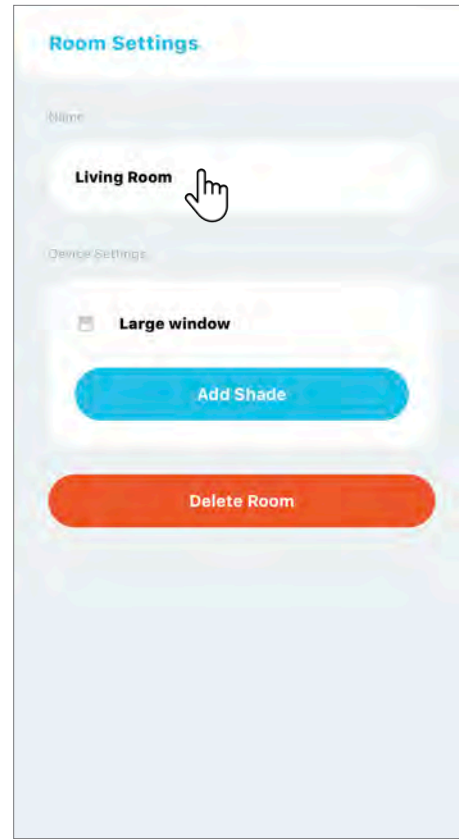 Room Settings
Name
Living Room
Device Settings
Large window
Add Shade
Delete Room